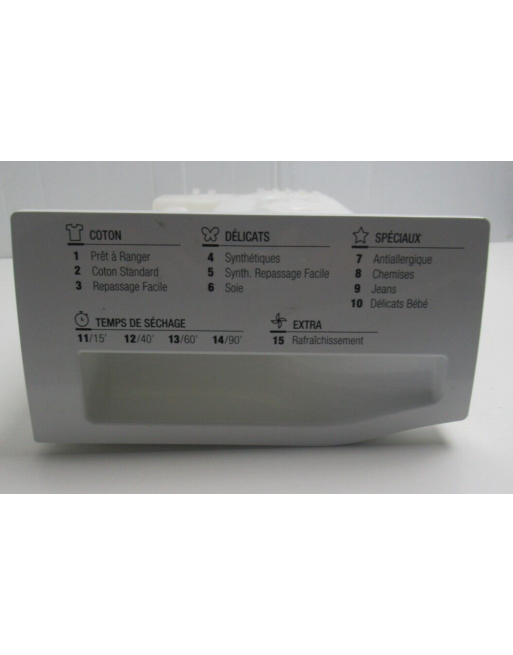 COTON
1 Prêt à Ranger
2 Coton Standard
3 Repassage Facile
DÉLICATS
4 Synthétiques
5 Synth. Repassage Facile
6 Soie
SPÉCIAUX
7 Antiallergique
8 Chemises
9 Jeans
10 Délicats Bébé
TEMPS DE SÉCHAGE
11/15' 12/40' 13/60' 14/90'
EXTRA
15 Rafraîchissement